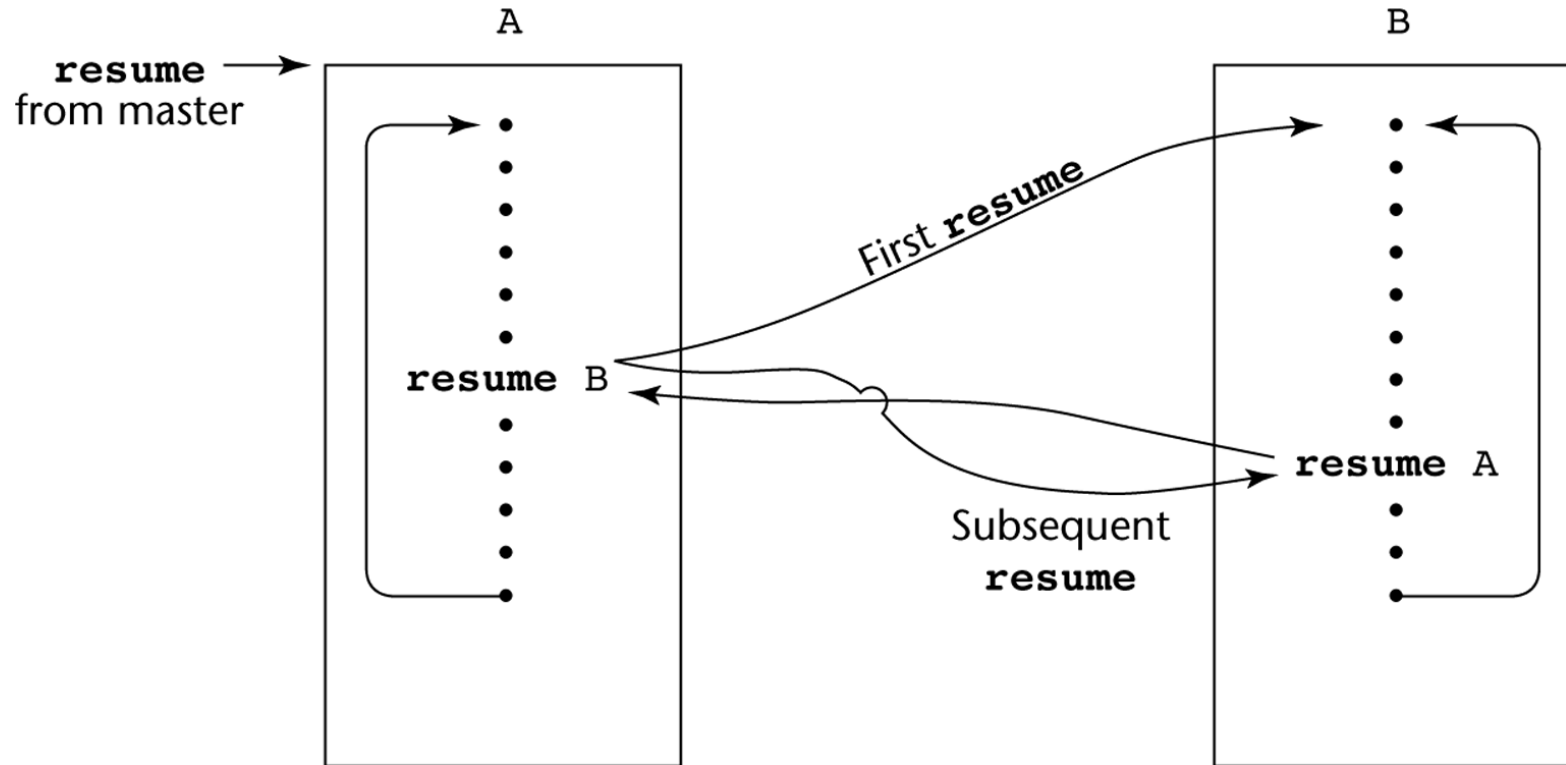 A
B
resume
from master
First resume
resume B
resume A
Subsequent
resume